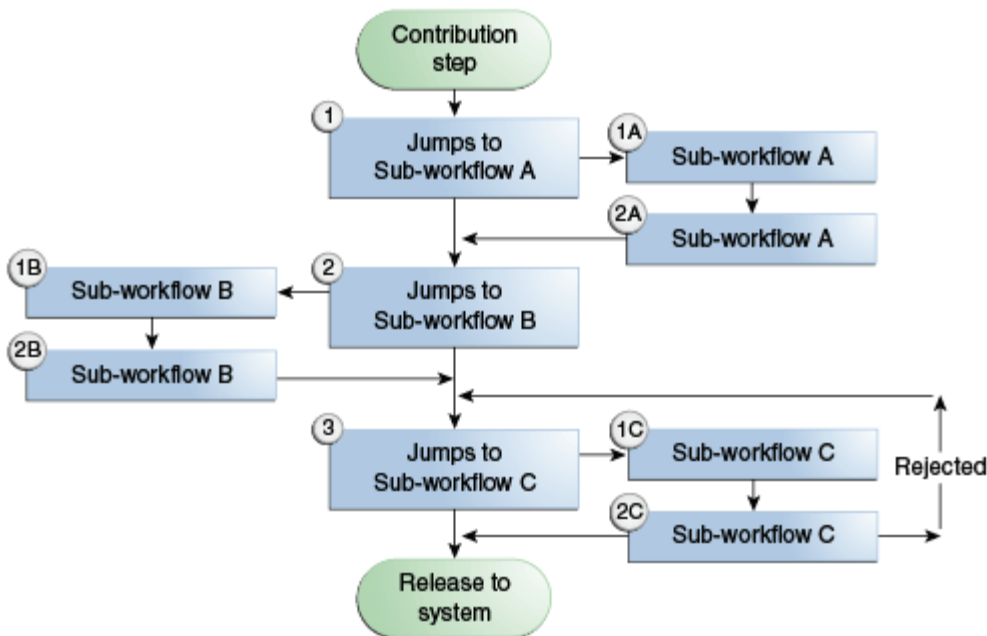 Contribution
step
1
Jumps to
Sub-workflow A
1A
Sub-workflow A
2A
Sub-workflow A
1B
Sub-workflow B
2
Jumps to
Sub-workflow B
2B
Sub-workflow B
3
Jumps to
Sub-workflow C
1C
Sub-workflow C
Rejected
2C
Sub-workflow C
Release to
system